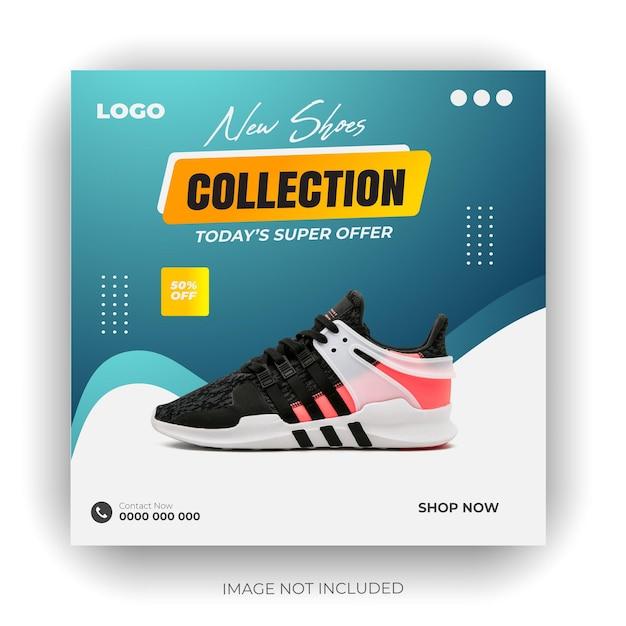 LOGO
New Shoes
COLLECTION
TODAY'S SUPER OFFER
50%
OFF
Contact Now
0000 000 000
SHOP NOW
IMAGE NOT INCLUDED